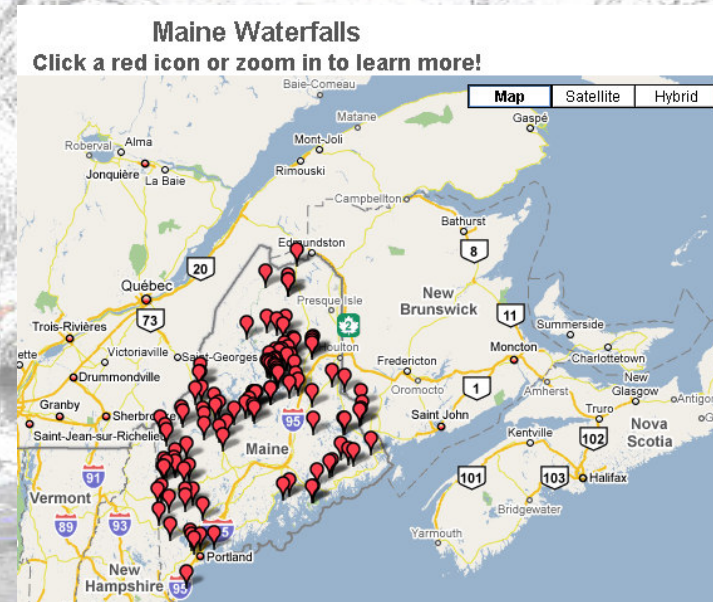 Maine Waterfalls
Click a red icon or zoom in to learn more!
Baie-Comeau
Map Satellite Hybrid
Matane
Gaspé
Roberval Alma
Mont-Joli
Jonquière La Baie
Rimouski
Campbellton
Bathurst
Edmundston
8
20
Québec
Presque Isle
New
Brunswick
73
11
Trois-Rivières
2
Summerside
Victoriaville Saint-Georges
Houlton
Moncton
Charlottetown
Drummondville
Fredericton
Oromocto
1
Amherst
New
Glasgow
Granby
Sherbrooke
95
Saint John
Truro
Saint-Jean-sur-Richelieu
Maine
Kentville
102
Nova
Scotia
91
101
103
Halifax
Vermont
Bridgewater
89
93
Yarmouth
Portland
New
Hampshire
95